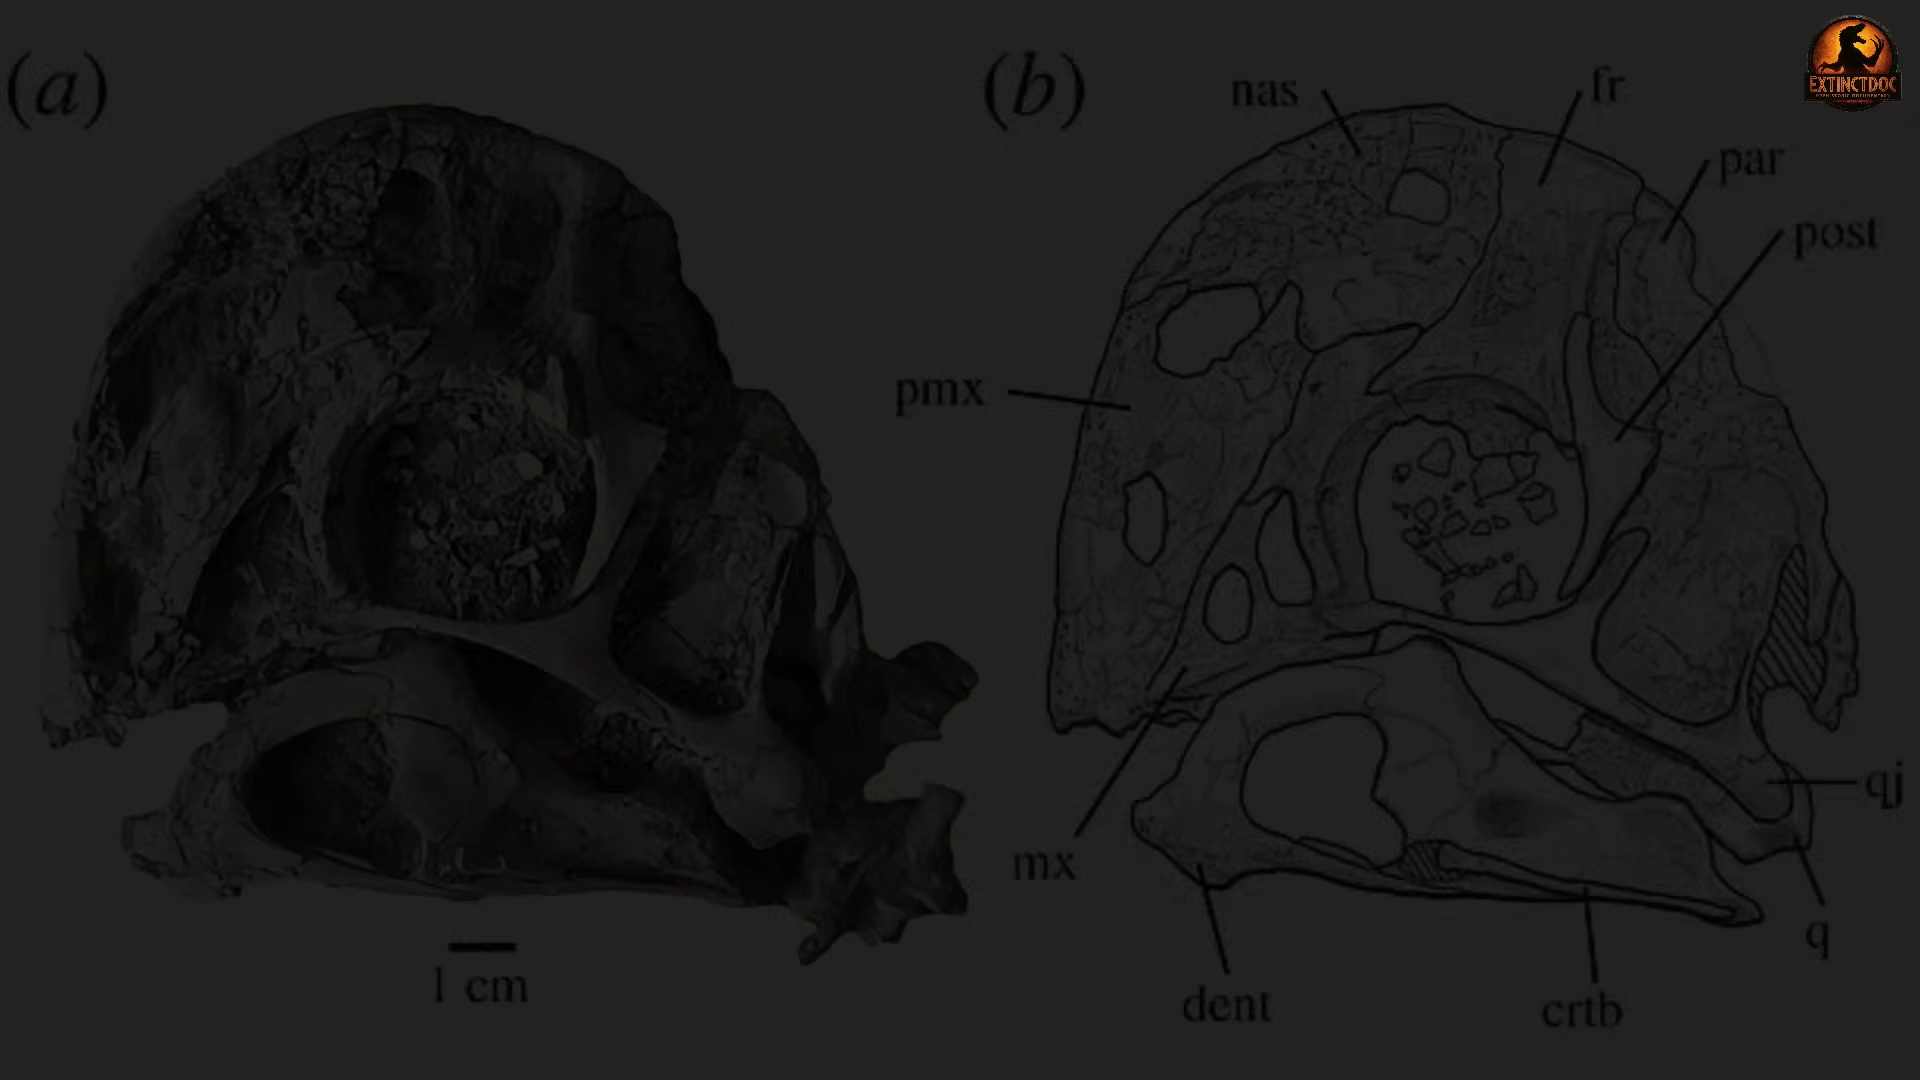 (a)
(b)
nas
fr
par
post
pmx
mx
qj
q
dent
crtb
1 cm
EXTINCTDOC